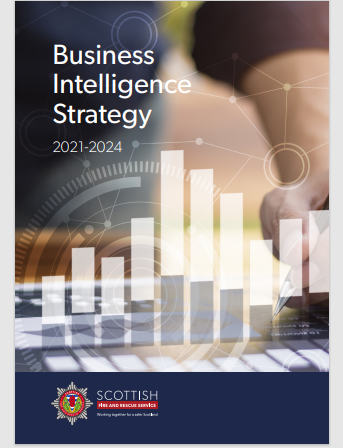 Business
Intelligence
Strategy
2021-2024
SCOTTISH
FIRE AND RESCUE SERVICE
Working together for a safer Scotland